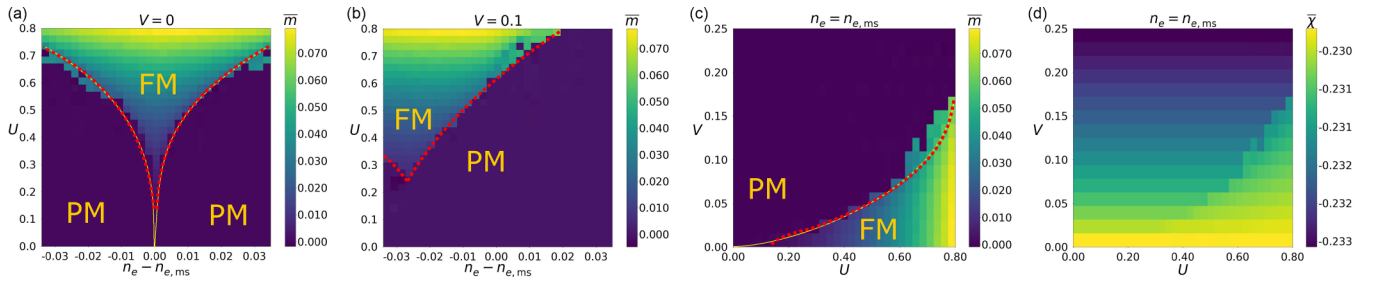 (a)
V = 0
m̅
0.8
0.7
0.6
0.5
U0.4
0.3
0.2
0.1
0.0
FM
PM
PM
-0.03 -0.02 -0.01 0.00 0.01 0.02 0.03
n_e − n_e,ms
0.070
0.060
0.050
0.040
0.030
0.020
0.010
0.000
(b)
V = 0.1
m̅
0.8
0.7
0.6
0.5
U0.4
0.3
0.2
0.1
0.0
FM
PM
-0.03 -0.02 -0.01 0.00 0.01 0.02 0.03
n_e − n_e,ms
0.070
0.060
0.050
0.040
0.030
0.020
0.010
0.000
(c)
n_e = n_e,ms
m̅
0.25
0.20
0.15
V
0.10
0.05
0.00
PM
FM
0.00 0.20 0.40 0.60 0.80
U
0.070
0.060
0.050
0.040
0.030
0.020
0.010
0.000
(d)
n_e = n_e,ms
χ̅
0.25
0.20
0.15
V
0.10
0.05
0.00
0.00 0.20 0.40 0.60 0.80
U
-0.230
-0.231
-0.231
-0.232
-0.232
-0.233